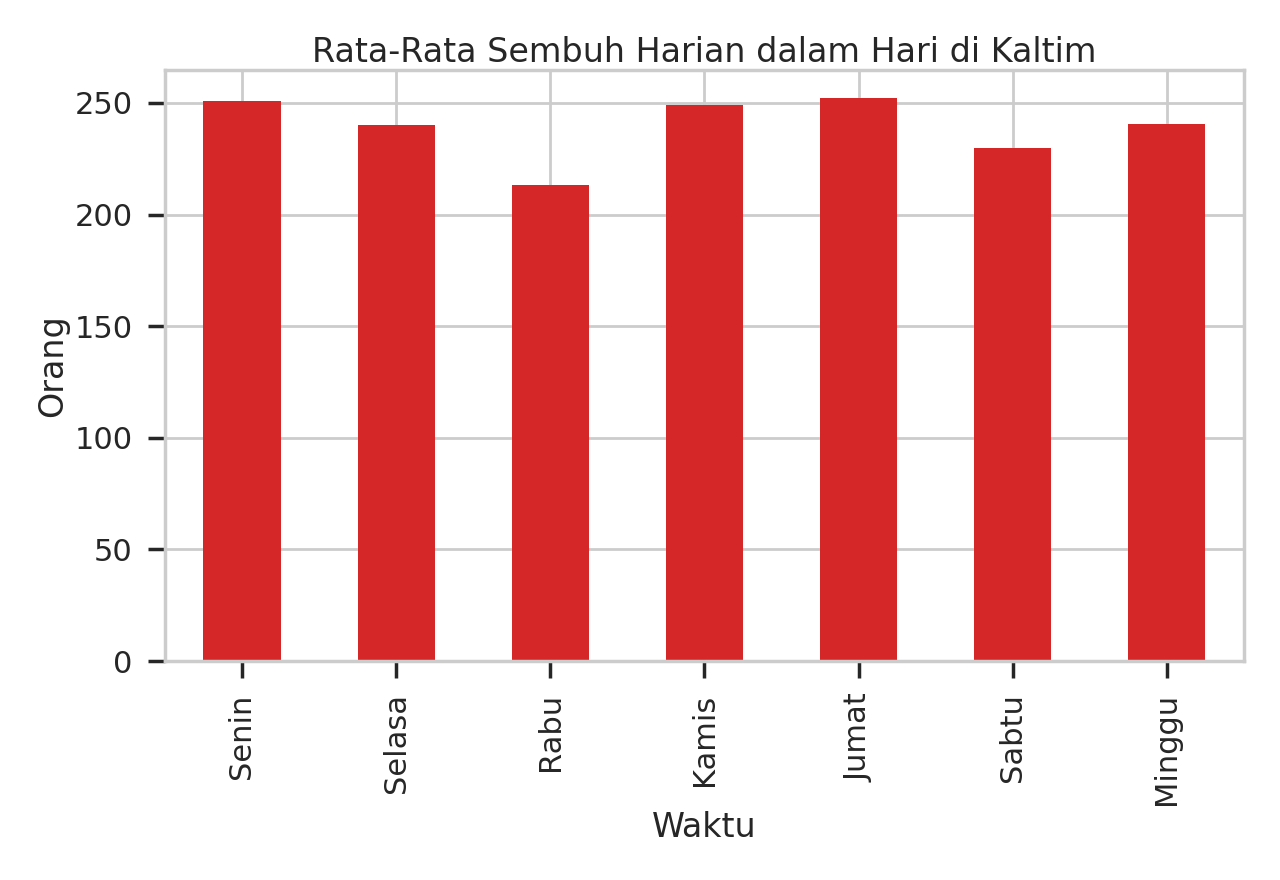 Rata-Rata Sembuh Harian dalam Hari di Kaltim
250
200
150
100
50
0
Orang
Senin
Selasa
Rabu
Kamis
Jumat
Sabtu
Minggu
Waktu